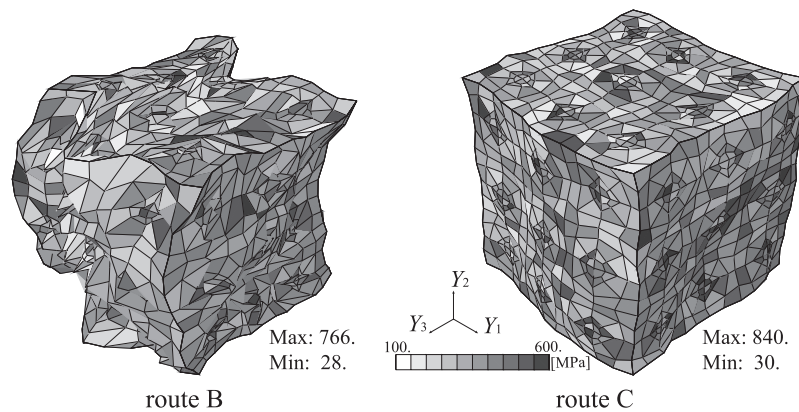 Max: 766.
Min: 28.
route B
Y2
Y3
Y1
100.
600.
[MPa]
Max: 840.
Min: 30.
route C